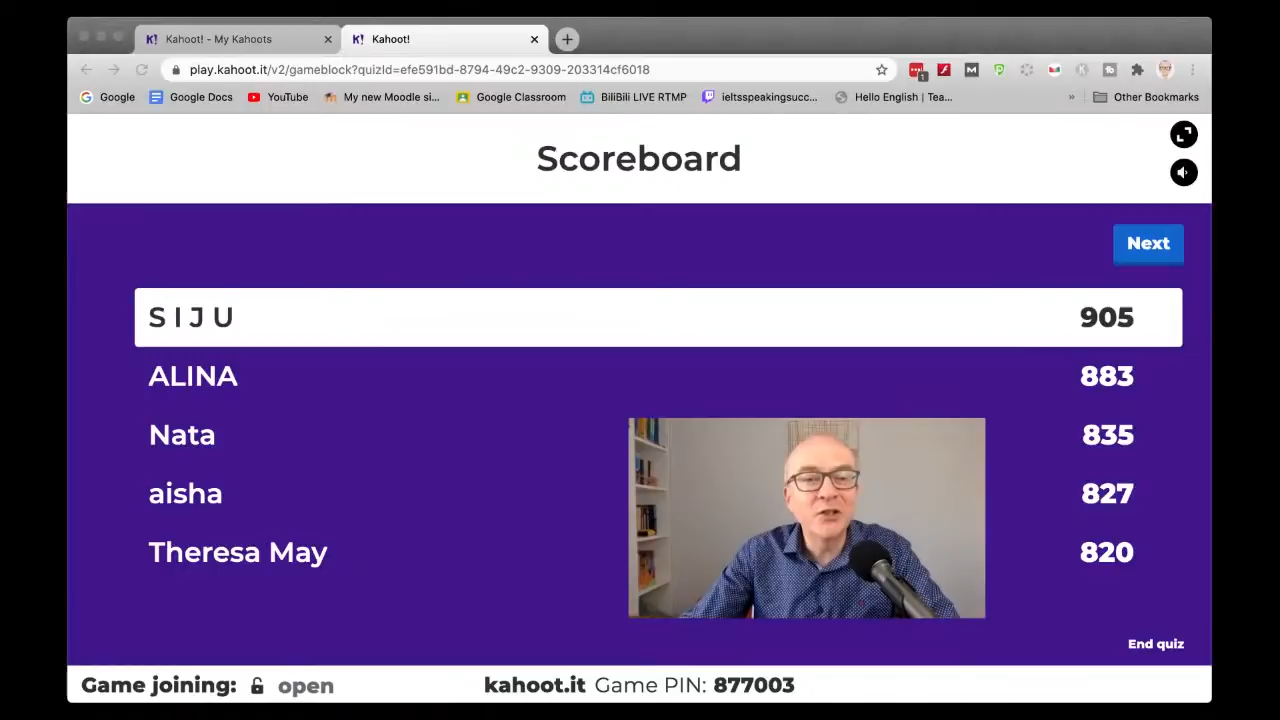 K! Kahoot! - My Kahoots
K! Kahoot!
play.kahoot.it/v2/gameblock?quizId=efe591bd-8794-49c2-9309-203314cf6018
Google Google Docs YouTube My new Moodle si... Google Classroom BiliBili LIVE RTMP ieltsspeakingsucc... Hello English | Tea... » Other Bookmarks
Scoreboard
Next
S I J U 905
ALINA 883
Nata 835
aisha 827
Theresa May 820
End quiz
Game joining: open kahoot.it Game PIN: 877003